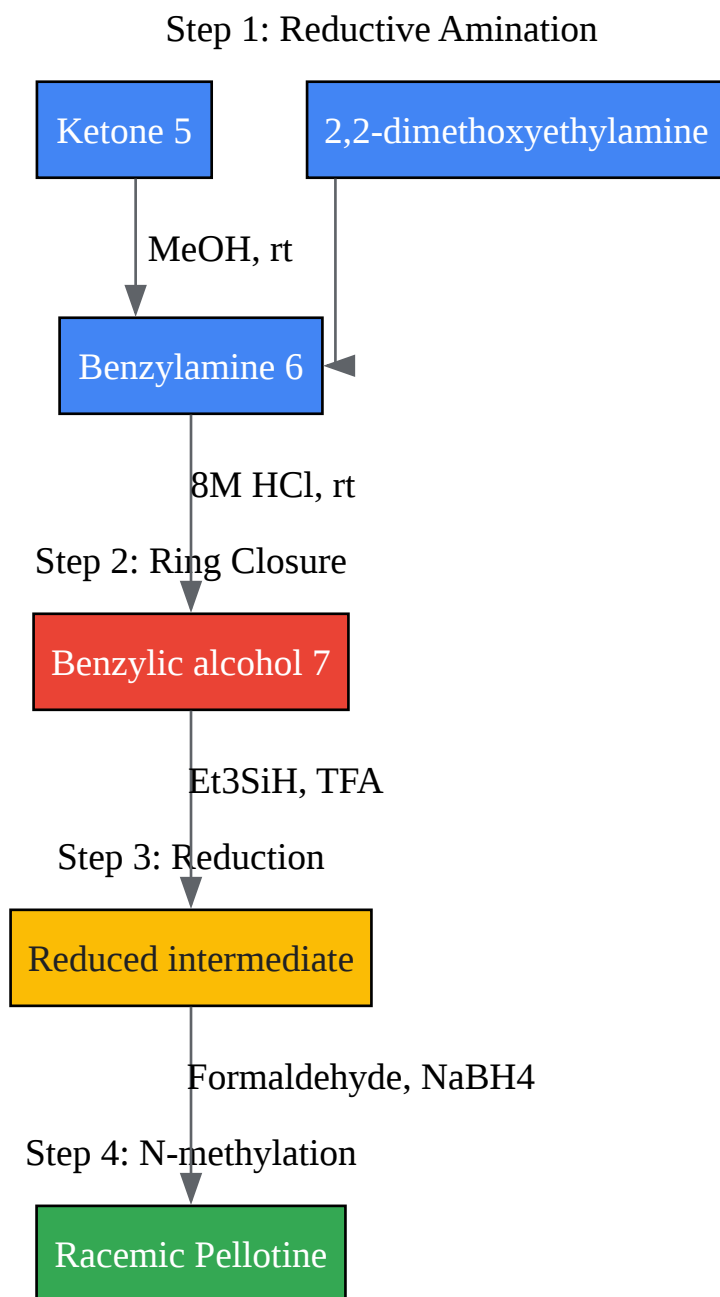 Step 1: Reductive Amination
Ketone 5
2,2-dimethoxyethylamine
MeOH, rt
Benzylamine 6
8M HCl, rt
Step 2: Ring Closure
Benzylic alcohol 7
Et3SiH, TFA
Step 3: Reduction
Reduced intermediate
Formaldehyde, NaBH4
Step 4: N-methylation
Racemic Pellotine